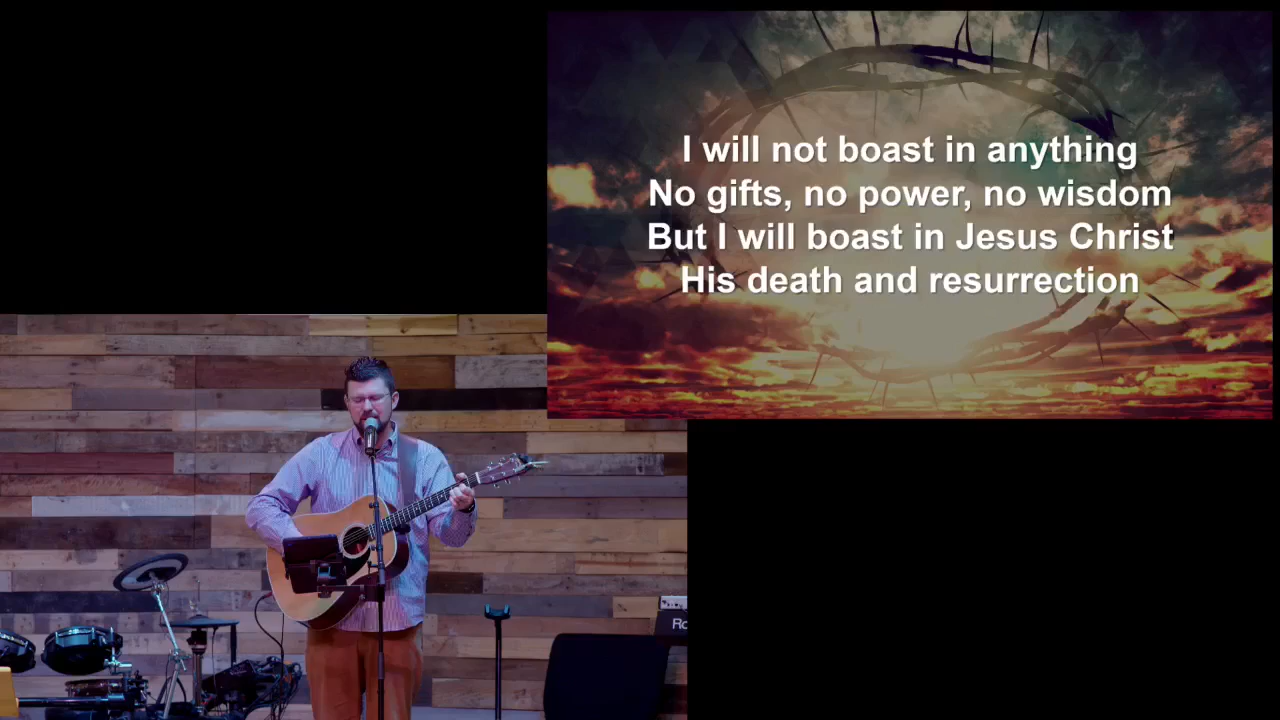 I will not boast in anything
No gifts, no power, no wisdom
But I will boast in Jesus Christ
His death and resurrection